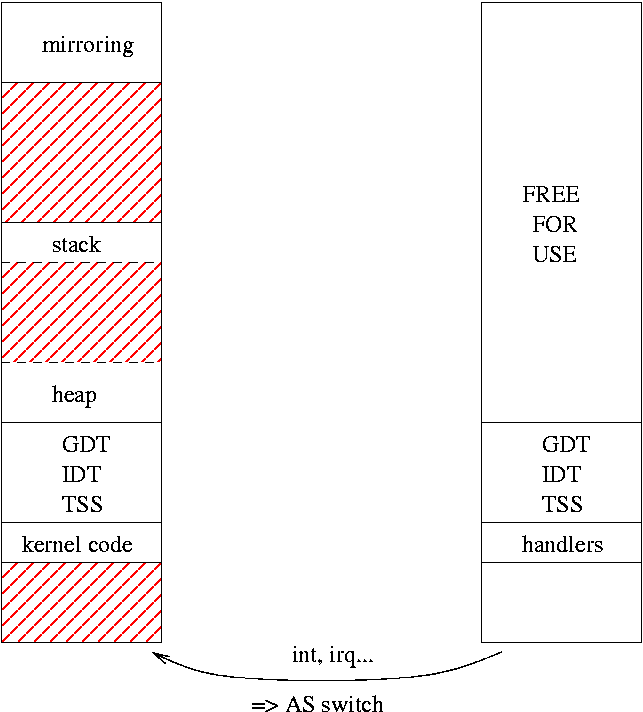 mirroring
stack
heap
GDT
IDT
TSS
kernel code
FREE
FOR
USE
GDT
IDT
TSS
handlers
int, irq...
=> AS switch